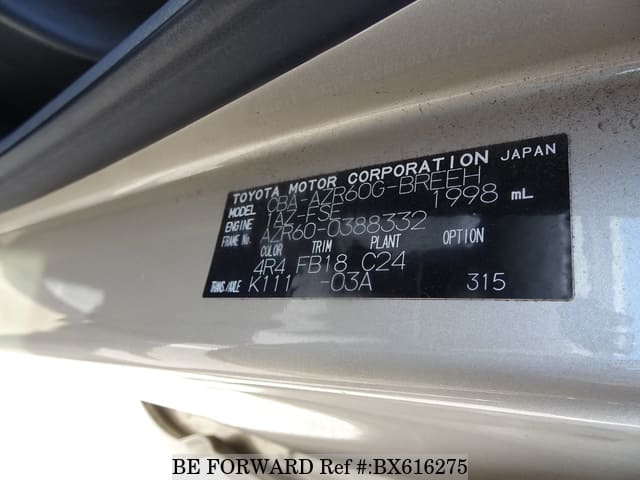 TOYOTA MOTOR CORPORATION JAPAN
MODEL CBA-AZR60G-BREEH
ENGINE 1AZ-FSE 1998 mL
FRAME No. AZR60-0388332
COLOR TRIM PLANT OPTION
4R4 FB18 C24
TRANS./AXLE K111 -03A 315
BE FORWARD Ref #:BX616275